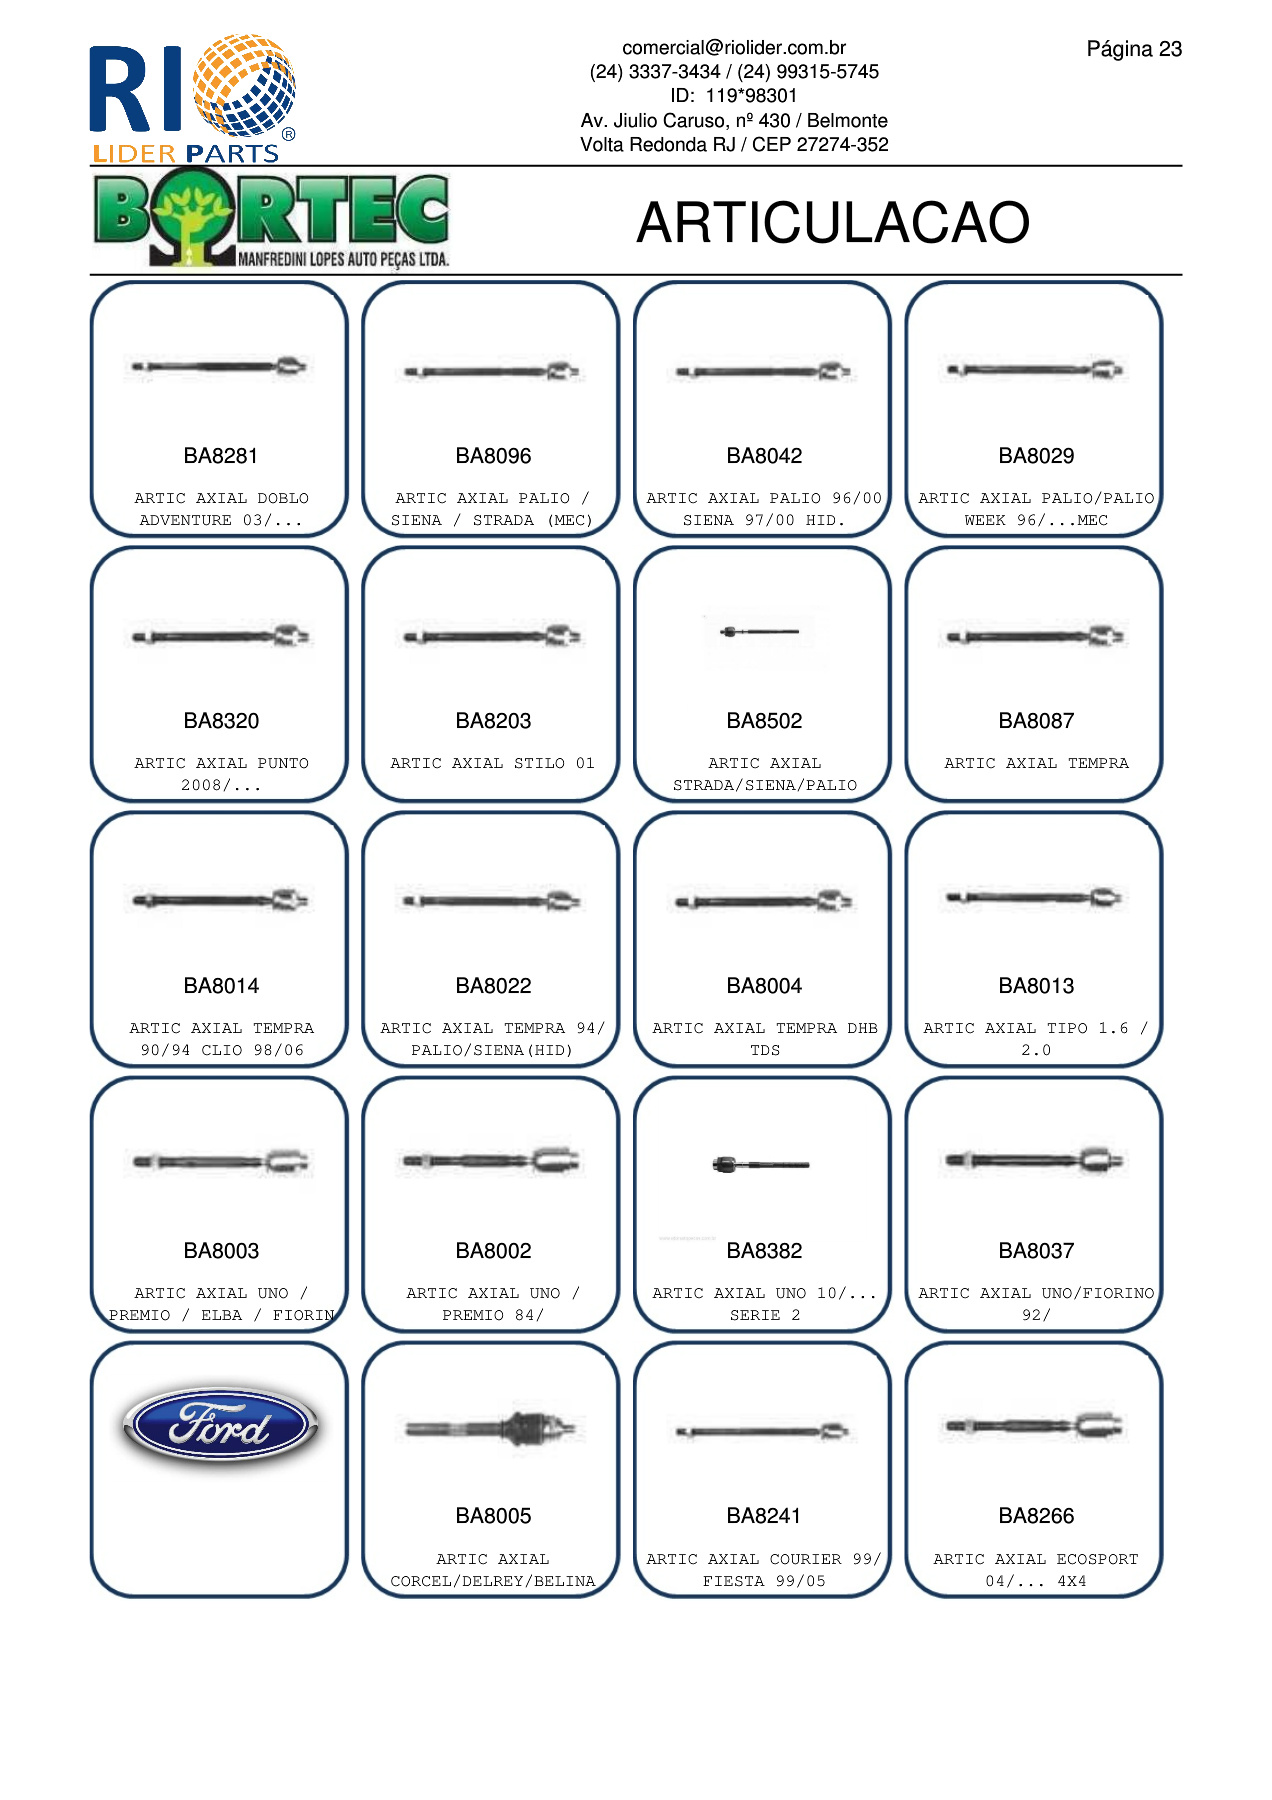 RIO
®
LIDER PARTS
comercial@riolider.com.br
(24) 3337-3434 / (24) 99315-5745
ID:  119*98301
Av. Jiulio Caruso, nº 430 / Belmonte
Volta Redonda RJ / CEP 27274-352
Página 23
BORTEC
MANFREDINI LOPES AUTO PEÇAS LTDA.
ARTICULACAO
BA8281
ARTIC AXIAL DOBLO
ADVENTURE 03/...
BA8096
ARTIC AXIAL PALIO /
SIENA / STRADA (MEC)
BA8042
ARTIC AXIAL PALIO 96/00
SIENA 97/00 HID.
BA8029
ARTIC AXIAL PALIO/PALIO
WEEK 96/...MEC
BA8320
ARTIC AXIAL PUNTO
2008/...
BA8203
ARTIC AXIAL STILO 01
BA8502
ARTIC AXIAL
STRADA/SIENA/PALIO
BA8087
ARTIC AXIAL TEMPRA
BA8014
ARTIC AXIAL TEMPRA
90/94 CLIO 98/06
BA8022
ARTIC AXIAL TEMPRA 94/
PALIO/SIENA(HID)
BA8004
ARTIC AXIAL TEMPRA DHB
TDS
BA8013
ARTIC AXIAL TIPO 1.6 /
2.0
BA8003
ARTIC AXIAL UNO /
PREMIO / ELBA / FIORIN
BA8002
ARTIC AXIAL UNO /
PREMIO 84/
BA8382
ARTIC AXIAL UNO 10/...
SERIE 2
BA8037
ARTIC AXIAL UNO/FIORINO
92/
Ford
BA8005
ARTIC AXIAL
CORCEL/DELREY/BELINA
BA8241
ARTIC AXIAL COURIER 99/
FIESTA 99/05
BA8266
ARTIC AXIAL ECOSPORT
04/... 4X4